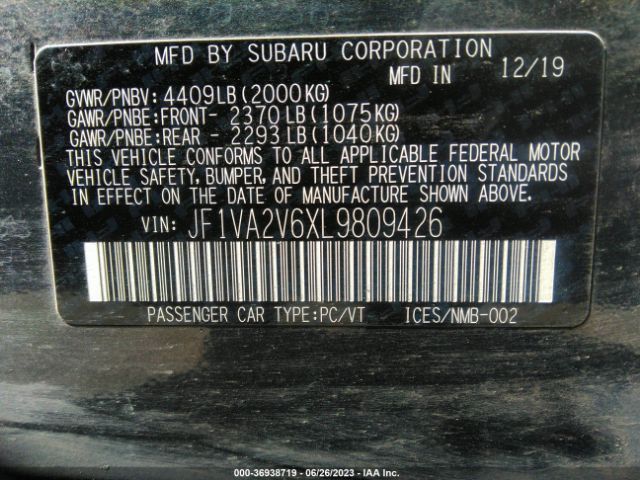 MFD BY SUBARU CORPORATION
MFD IN 12/19
GVWR/PNBV: 4409LB(2000KG)
GAWR/PNBE:FRONT- 2370LB(1075KG)
GAWR/PNBE:REAR - 2293LB(1040KG)
THIS VEHICLE CONFORMS TO ALL APPLICABLE FEDERAL MOTOR
VEHICLE SAFETY, BUMPER, AND THEFT PREVENTION STANDARDS
IN EFFECT ON THE DATE OF MANUFACTURE SHOWN ABOVE.
VIN: JF1VA2V6XL9809426
PASSENGER CAR TYPE:PC/VT ICES/NMB-002
000-36938719 - 06/26/2023 - IAA Inc.